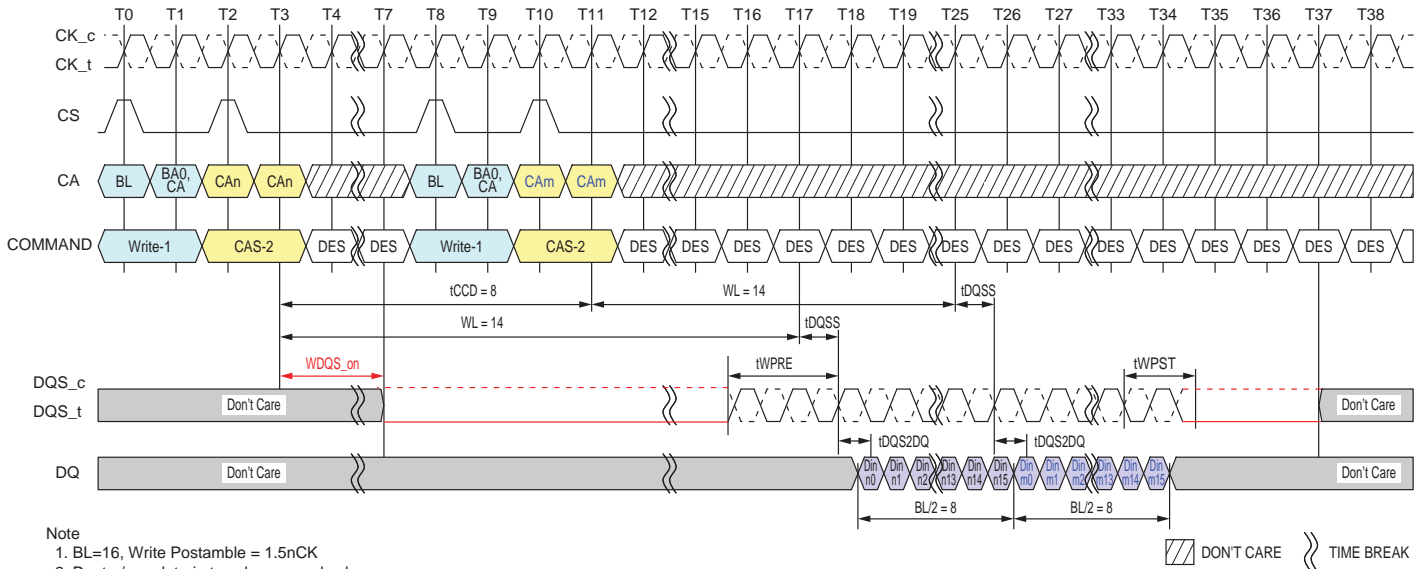 T0 T1 T2 T3 T4 T7 T8 T9 T10 T11 T12 T15 T16 T17 T18 T19 T25 T26 T27 T33 T34 T35 T36 T37 T38
CK_c
CK_t
CS
CA BL BA0, CA CAn CAn BL BA0, CA CAm CAm
COMMAND Write-1 CAS-2 DES DES Write-1 CAS-2 DES DES DES DES DES DES DES DES DES DES DES DES DES DES DES
tCCD = 8 WL = 14 tDQSS
WL = 14 tDQSS
WDQS_on tWPRE tWPST
DQS_c
DQS_t Don't Care Don't Care
tDQS2DQ tDQS2DQ
DQ Don't Care Din n0 Din n1 Din n2 Din n13 Din n14 Din n15 Din m0 Din m1 Din m2 Din m13 Din m14 Din m15 Don't Care
BL/2 = 8 BL/2 = 8
Note
1. BL=16, Write Postamble = 1.5nCK
DON'T CARE TIME BREAK